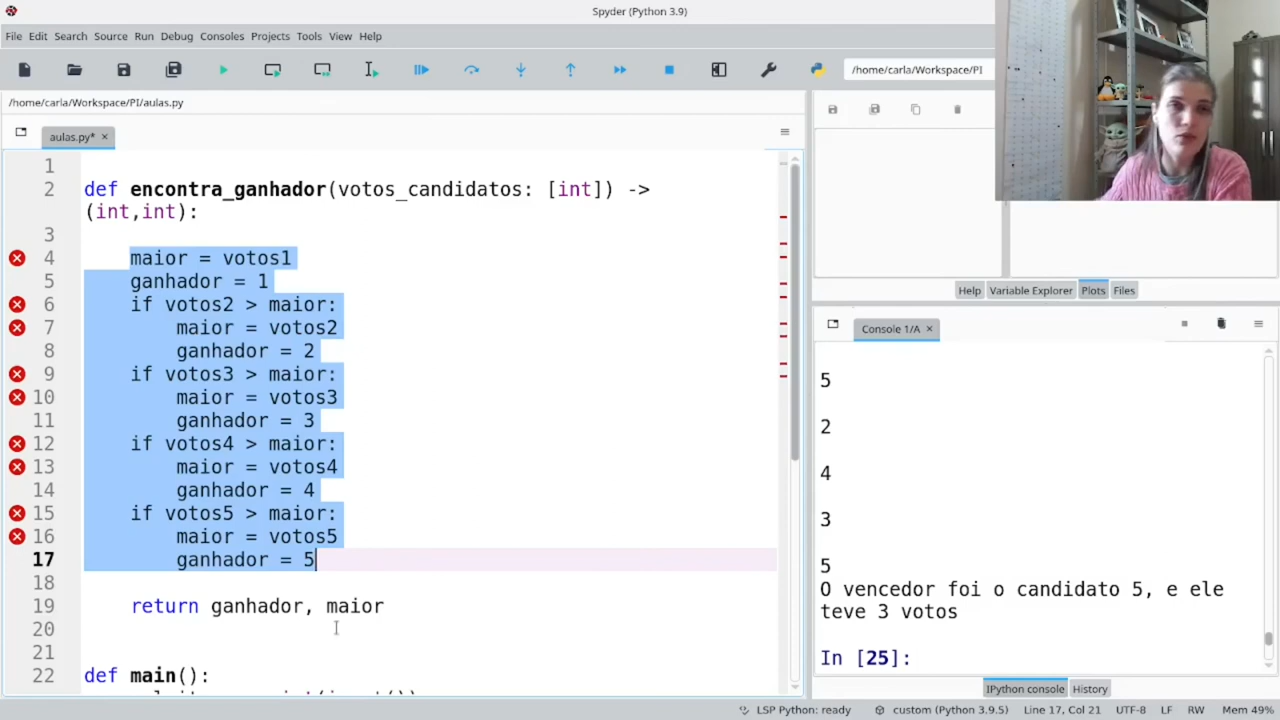 Spyder (Python 3.9)
File Edit Search Source Run Debug Consoles Projects Tools View Help
/home/carla/Workspace/PI
/home/carla/Workspace/PI/aulas.py
aulas.py*
1
2 def encontra_ganhador(votos_candidatos: [int]) ->
(int,int):
3
4 maior = votos1
5 ganhador = 1
6 if votos2 > maior:
7 maior = votos2
8 ganhador = 2
9 if votos3 > maior:
10 maior = votos3
11 ganhador = 3
12 if votos4 > maior:
13 maior = votos4
14 ganhador = 4
15 if votos5 > maior:
16 maior = votos5
17 ganhador = 5
18
19 return ganhador, maior
20
21
22 def main():
Help Variable Explorer Plots Files
Console 1/A
5
2
4
3
5
O vencedor foi o candidato 5, e ele
teve 3 votos
In [25]:
IPython console History
LSP Python: ready custom (Python 3.9.5) Line 17, Col 21 UTF-8 LF RW Mem 49%